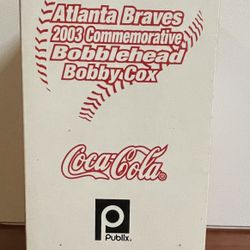 Atlanta Braves
2003 Commemorative
Bobblehead
Bobby Cox
Coca-Cola®
P
Publix.